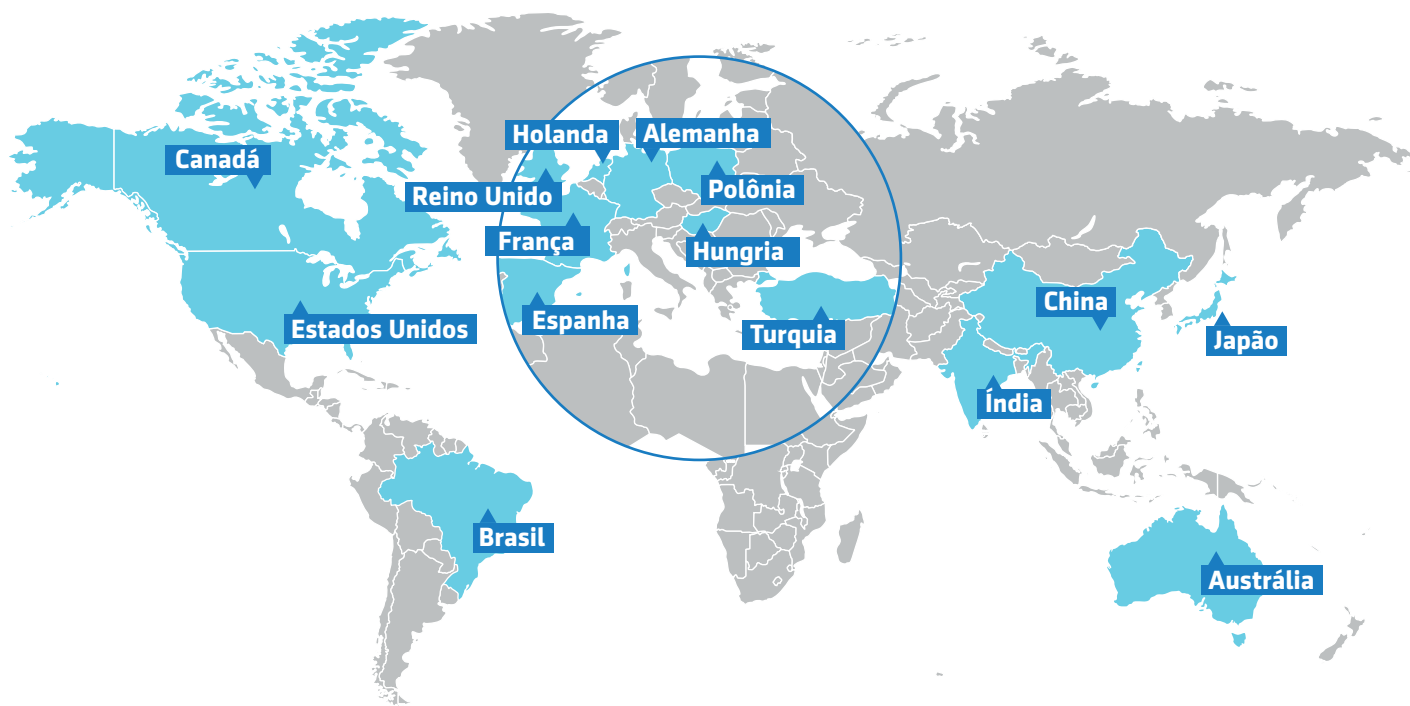 Holanda
Alemanha
Canadá
Reino Unido
Polônia
França
Hungria
China
Espanha
Estados Unidos
Turquia
Japão
Índia
Brasil
Austrália